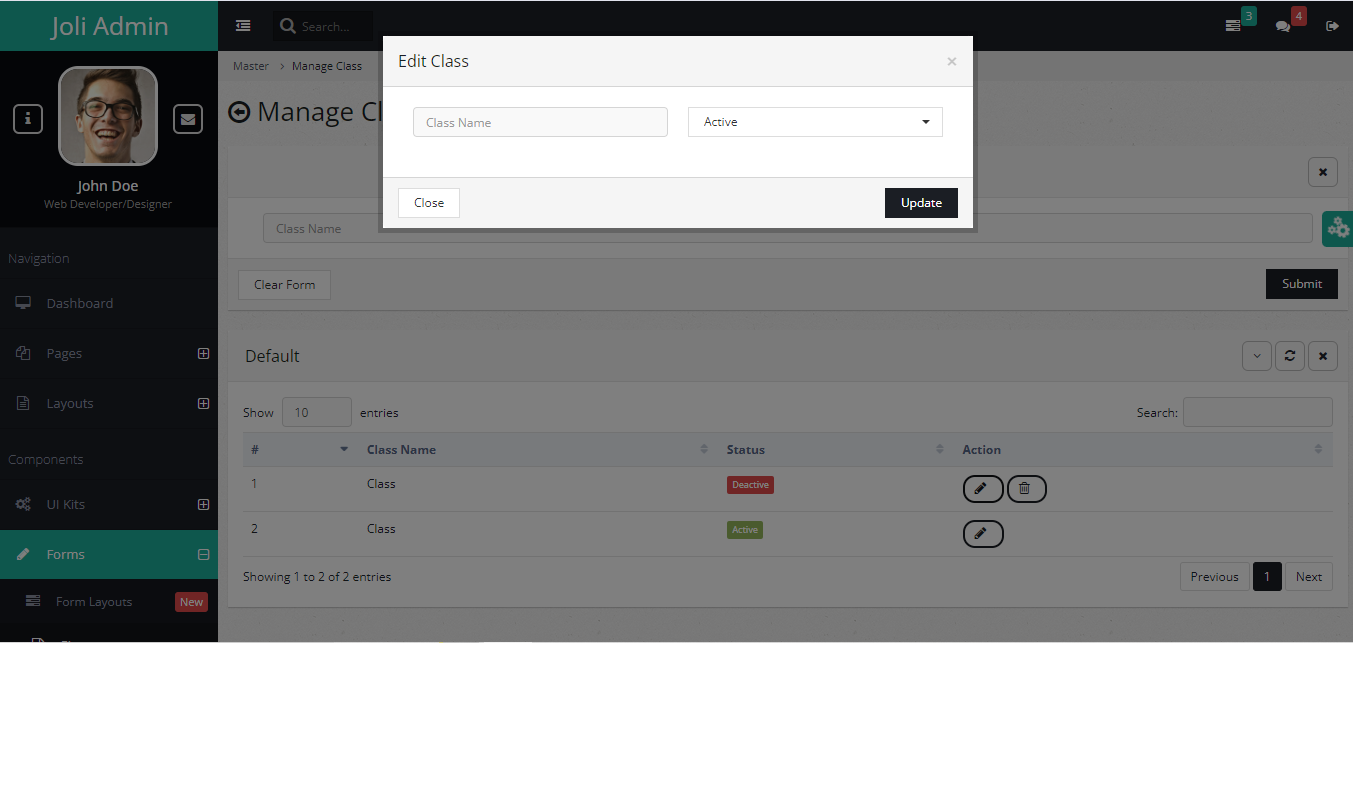 Joli Admin
Search...
3
4
Edit Class
×
Master > Manage Class
Manage Cl
Class Name
Active
Close
Update
John Doe
Web Developer/Designer
Class Name
Clear Form
Submit
Navigation
Dashboard
Pages
Layouts
Components
UI Kits
Forms
Form Layouts
New
Default
Show 10 entries
Search:
# Class Name Status Action
1 Class Deactive
2 Class Active
Showing 1 to 2 of 2 entries
Previous 1 Next